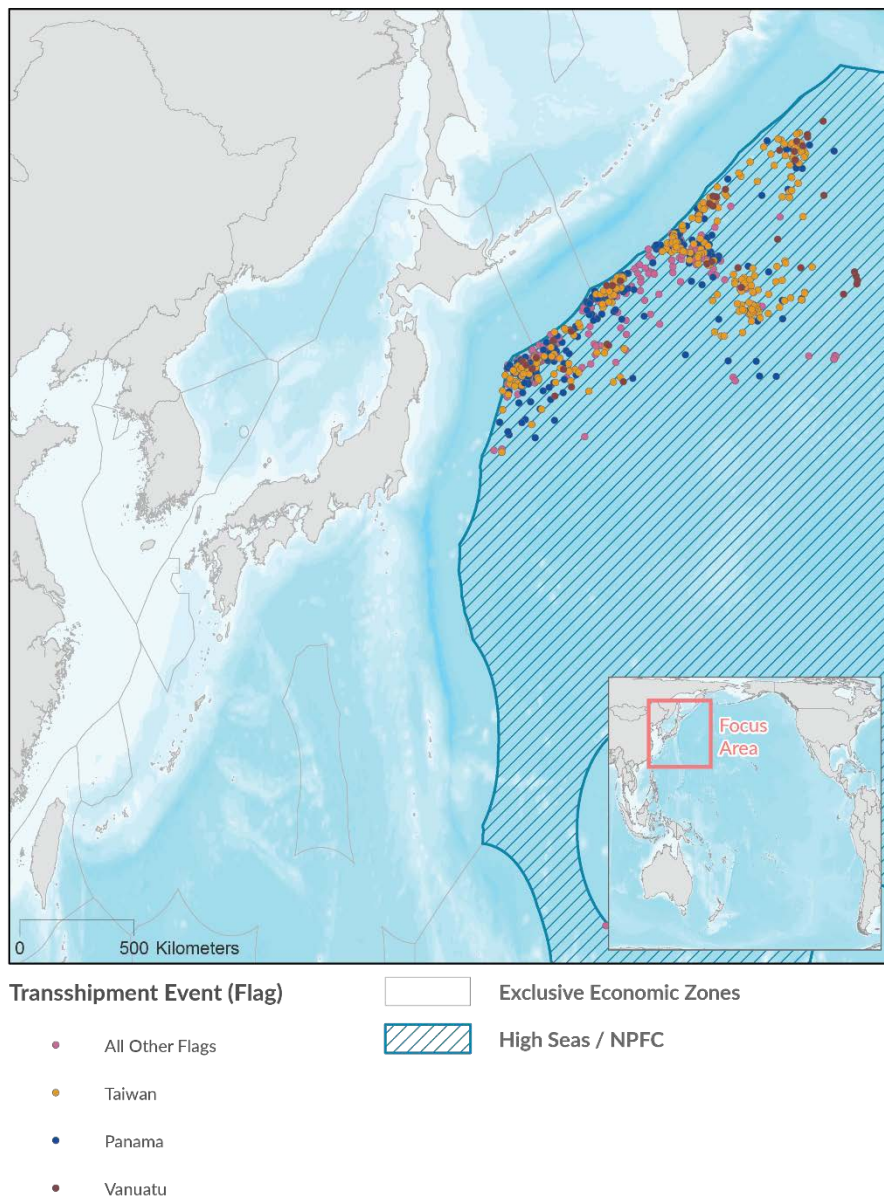 Focus
Area
0 500 Kilometers
Transshipment Event (Flag)
All Other Flags
Taiwan
Panama
Vanuatu
Exclusive Economic Zones
High Seas / NPFC